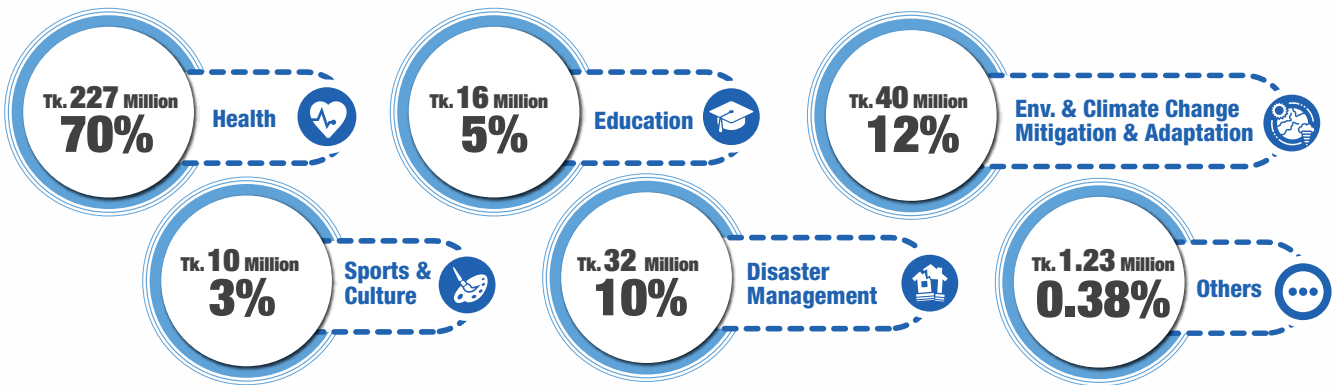 Tk. 227 Million
70%
Health
Tk. 16 Million
5%
Education
Tk. 40 Million
12%
Env. & Climate Change
Mitigation & Adaptation
Tk. 10 Million
3%
Sports &
Culture
Tk. 32 Million
10%
Disaster
Management
Tk. 1.23 Million
0.38%
Others